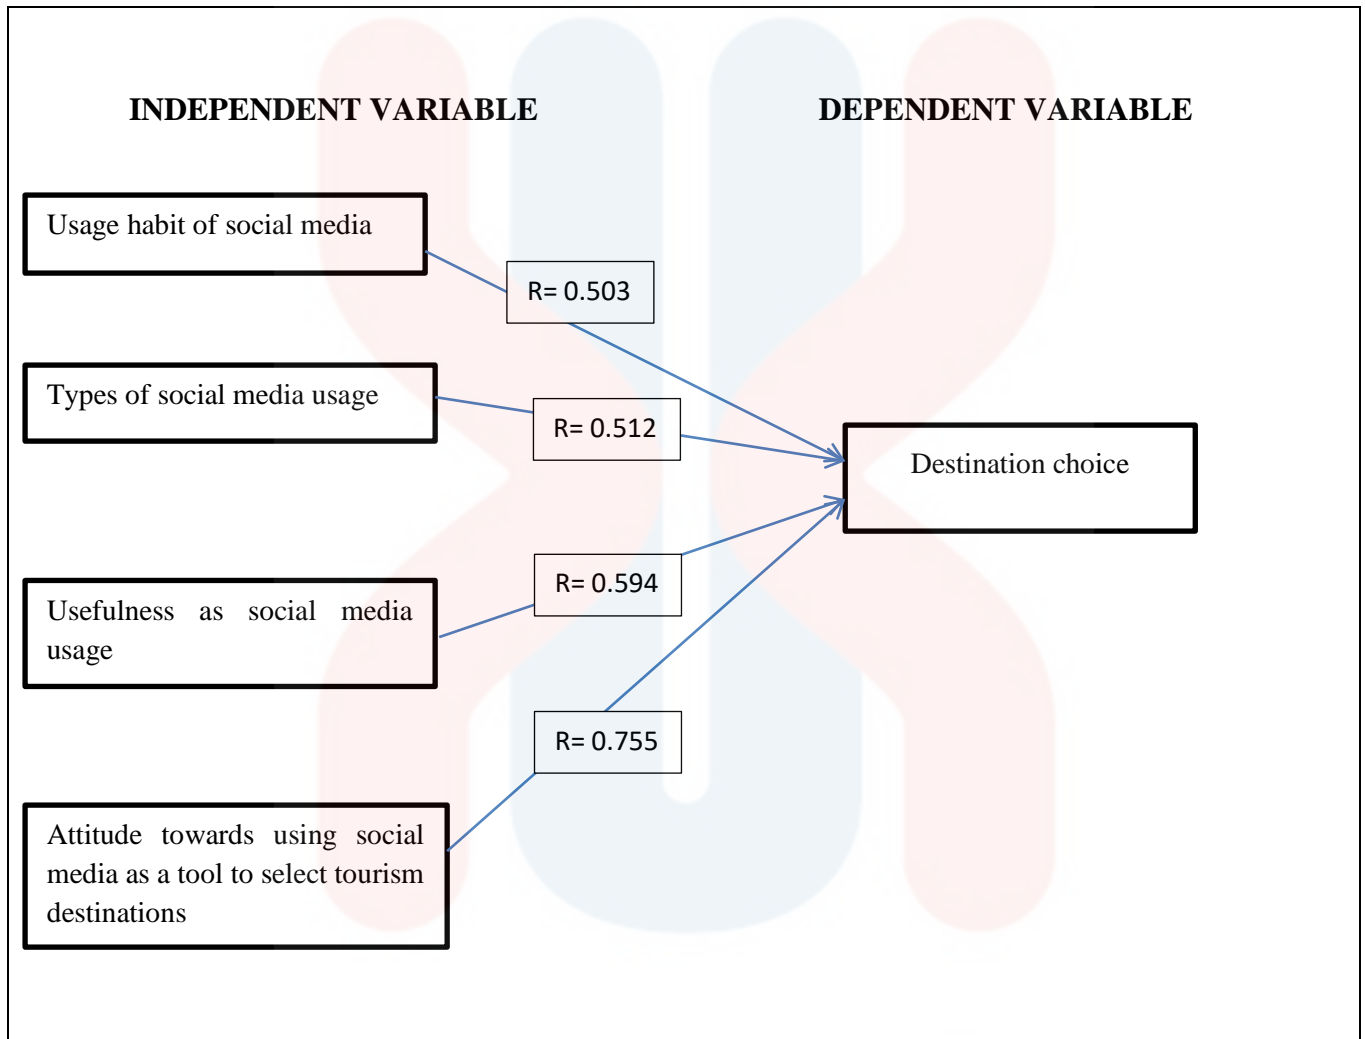 INDEPENDENT VARIABLE
DEPENDENT VARIABLE
Usage habit of social media
R= 0.503
Types of social media usage
R= 0.512
Destination choice
R= 0.594
Usefulness as social media
usage
R= 0.755
Attitude towards using social
media as a tool to select tourism
destinations